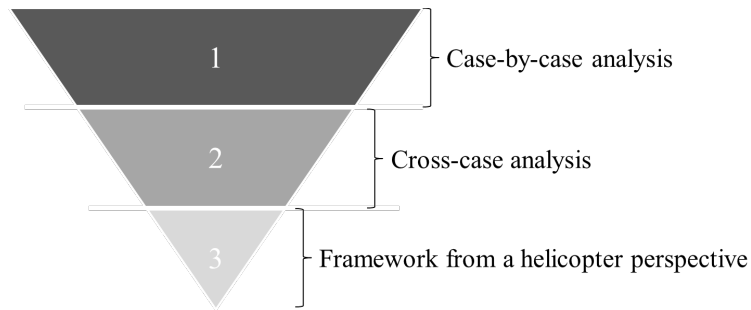 1
Case-by-case analysis
2
Cross-case analysis
3
Framework from a helicopter perspective